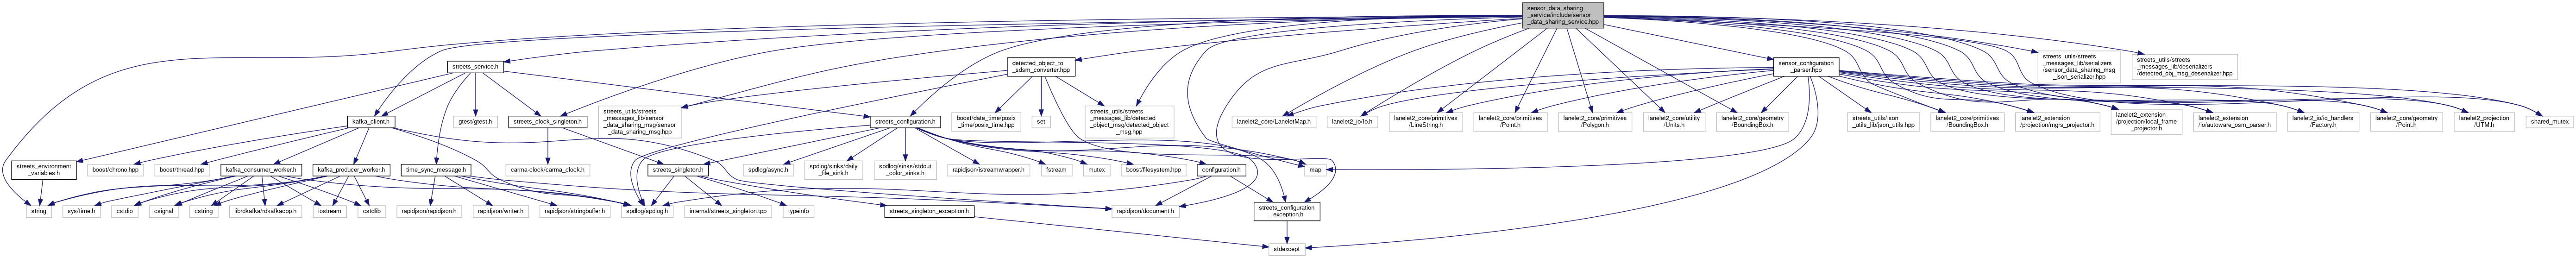 sensor_data_sharing
_service/include/sensor
_data_sharing_service.hpp
streets_service.h
detected_object_to
_sdsm_converter.hpp
sensor_configuration
_parser.hpp
streets_utils/streets
_messages_lib/serializers
/sensor_data_sharing_msg
_json_serializer.hpp
streets_utils/streets
_messages_lib/deserializers
/detected_obj_msg_deserializer.hpp
kafka_client.h
gtest/gtest.h
streets_clock_singleton.h
streets_utils/streets
_messages_lib/sensor
_data_sharing_msg/sensor
_data_sharing_msg.hpp
streets_configuration.h
boost/date_time/posix
_time/posix_time.hpp
set
streets_utils/streets
_messages_lib/detected
_object_msg/detected_object
_msg.hpp
lanelet2_core/LaneletMap.h
lanelet2_io/Io.h
lanelet2_core/primitives
/LineString.h
lanelet2_core/primitives
/Point.h
lanelet2_core/primitives
/Polygon.h
lanelet2_core/utility
/Units.h
lanelet2_core/geometry
/BoundingBox.h
streets_utils/json
_utils_lib/json_utils.hpp
lanelet2_core/primitives
/BoundingBox.h
lanelet2_extension
/projection/mgrs_projector.h
lanelet2_extension
/projection/local_frame
_projector.h
lanelet2_extension
/io/autoware_osm_parser.h
lanelet2_io/io_handlers
/Factory.h
lanelet2_core/geometry
/Point.h
lanelet2_projection
/UTM.h
shared_mutex
streets_environment
_variables.h
boost/chrono.hpp
boost/thread.hpp
kafka_consumer_worker.h
kafka_producer_worker.h
time_sync_message.h
carma-clock/carma_clock.h
streets_singleton.h
spdlog/async.h
spdlog/sinks/daily
_file_sink.h
spdlog/sinks/stdout
_color_sinks.h
rapidjson/istreamwrapper.h
fstream
mutex
boost/filesystem.hpp
configuration.h
map
string
sys/time.h
cstdio
csignal
cstring
librdkafka/rdkafkacpp.h
iostream
cstdlib
rapidjson/rapidjson.h
rapidjson/writer.h
rapidjson/stringbuffer.h
spdlog/spdlog.h
internal/streets_singleton.tpp
typeinfo
streets_singleton_exception.h
rapidjson/document.h
streets_configuration
_exception.h
stdexcept